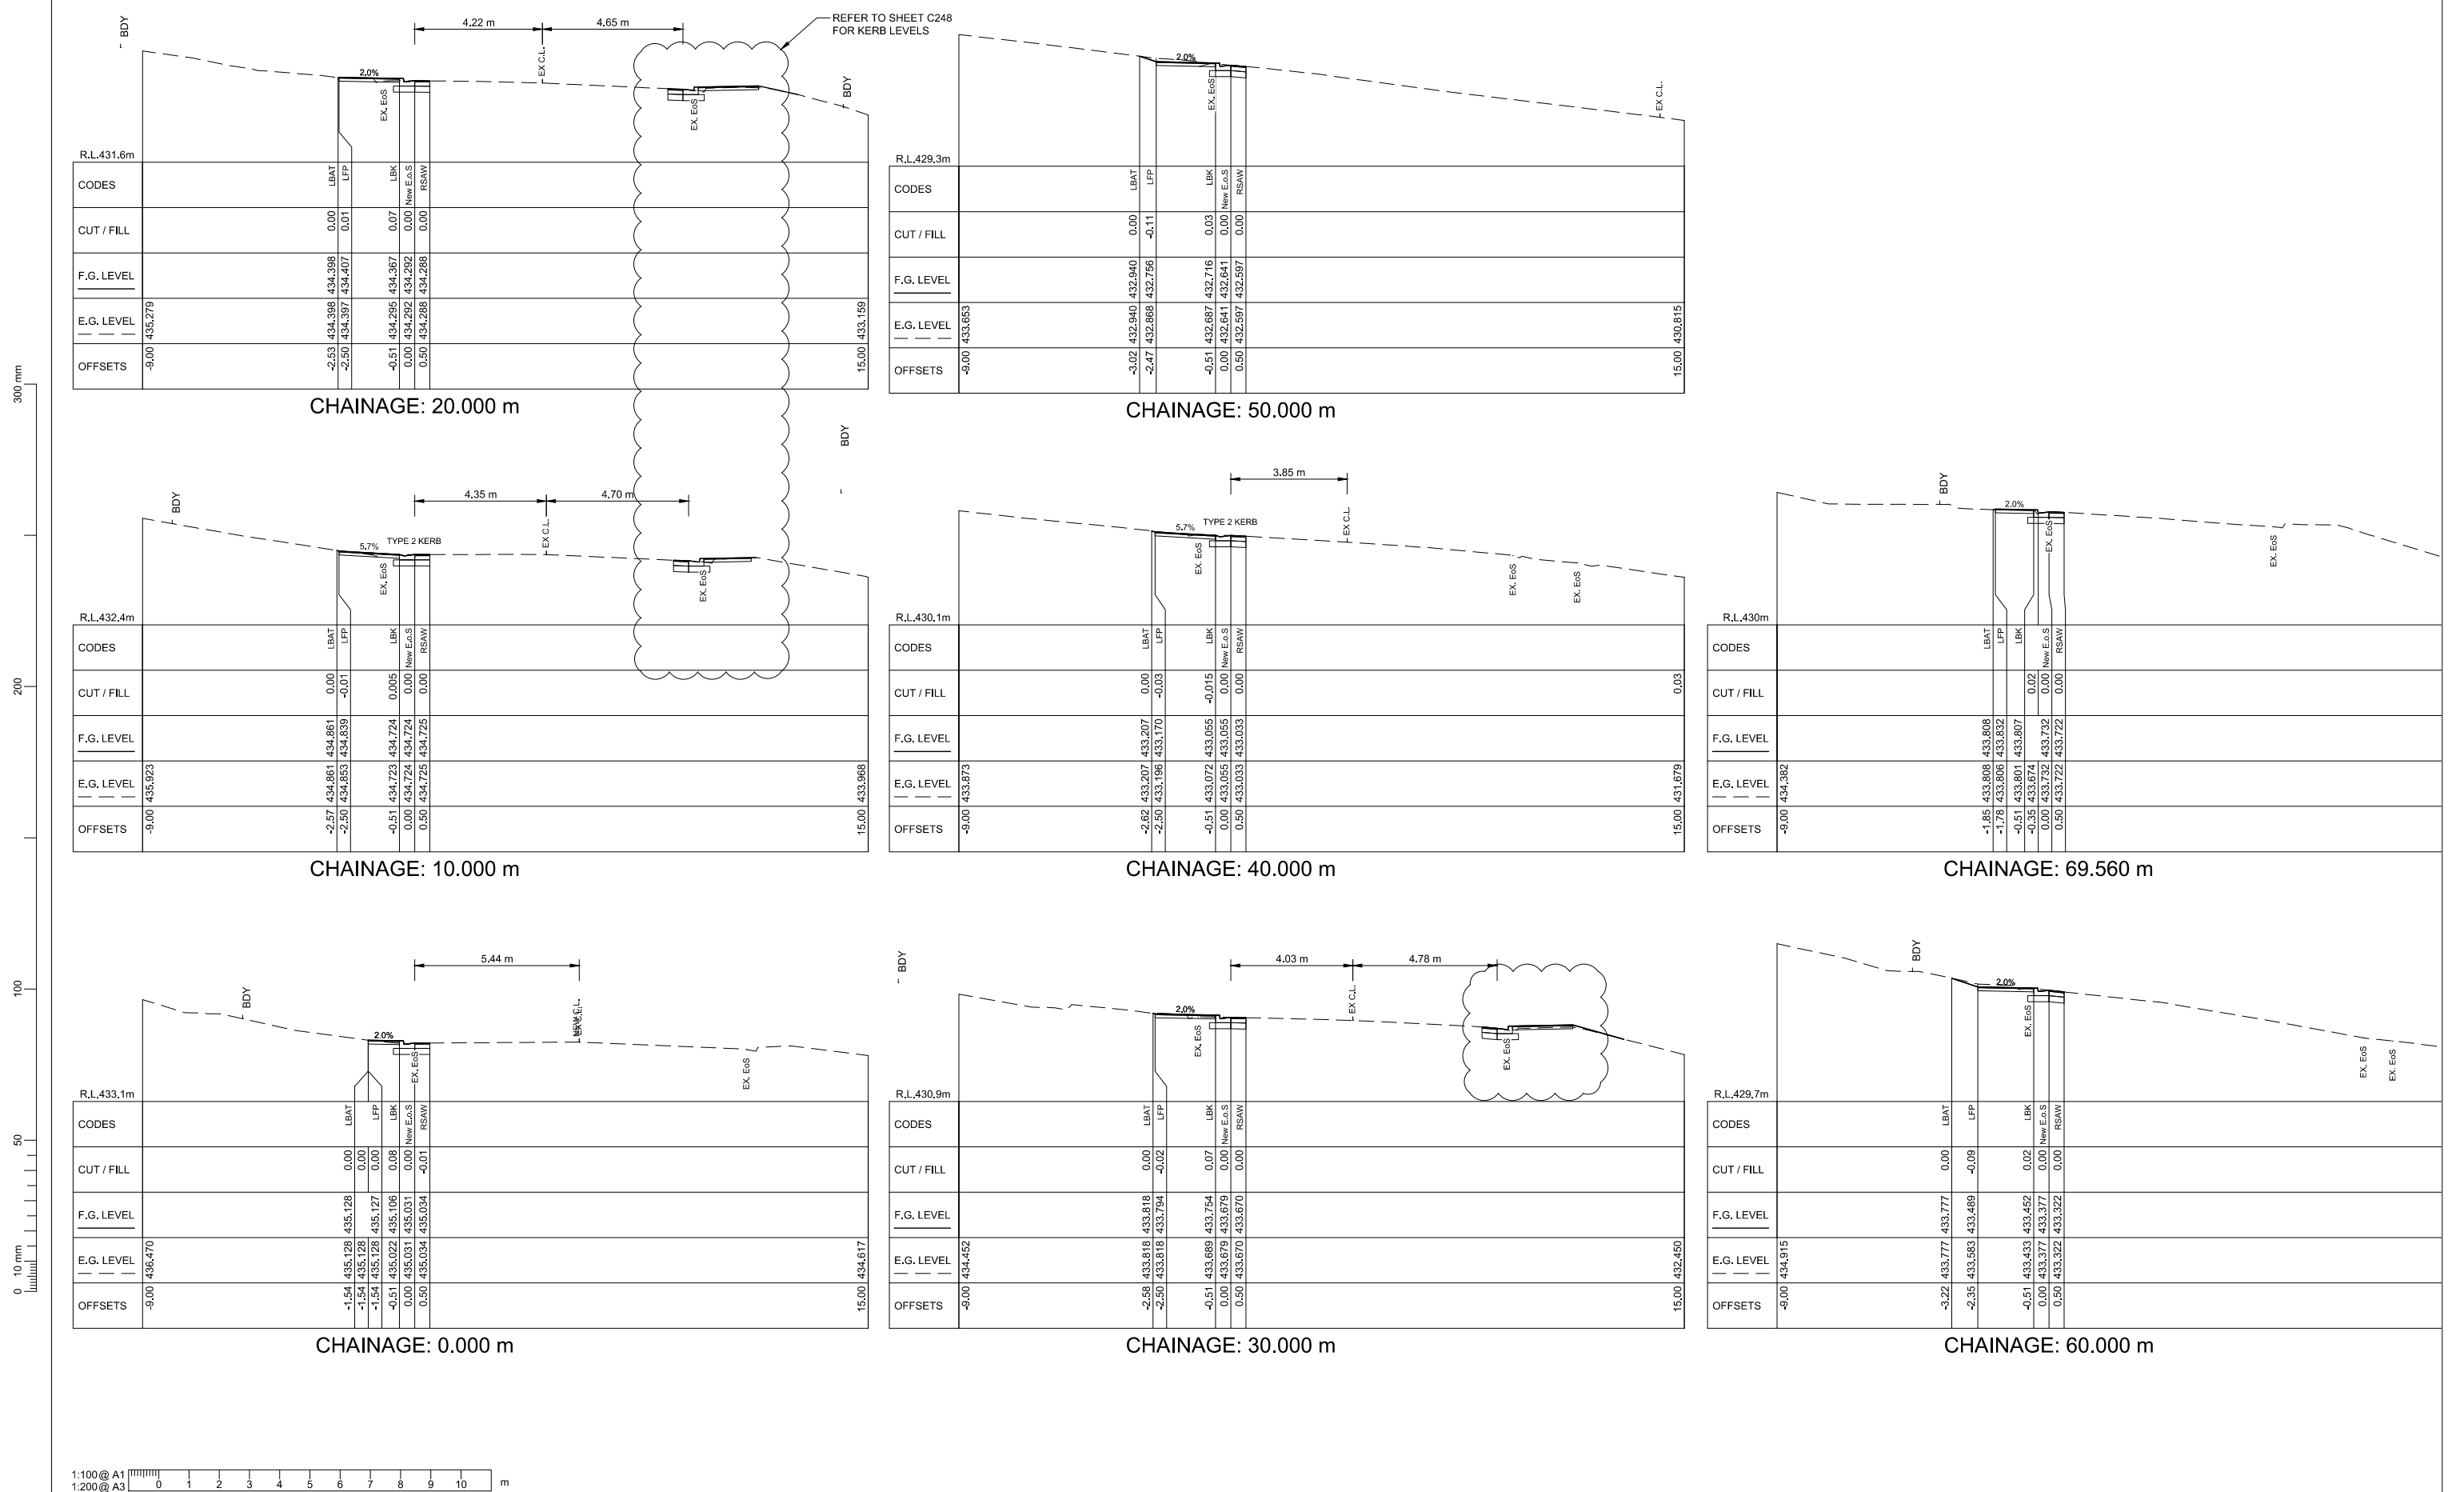 BDY
4.22 m
4.65 m
EX C.L.
REFER TO SHEET C248
FOR KERB LEVELS
2.0%
EX. EoS
EX. EoS
BDY
R.L.431.6m
CODES LBAT LFP LBK New E.o.S RSAW
CUT / FILL 0.00 0.01 0.07 0.00 0.00
F.G. LEVEL 434.398 434.407 434.367 434.292 434.288
E.G. LEVEL 435.279 434.398 434.397 434.295 434.292 434.288 433.159
OFFSETS -9.00 -2.53 -2.50 -0.51 0.00 0.50 15.00
CHAINAGE: 20.000 m
2.0%
EX. EoS
EX C.L.
R.L.429.3m
CODES LBAT LFP LBK New E.o.S RSAW
CUT / FILL 0.00 -0.11 0.03 0.00 0.00
F.G. LEVEL 432.940 432.756 432.716 432.641 432.597
E.G. LEVEL 433.653 432.940 432.868 432.687 432.641 432.597 430.815
OFFSETS -9.00 -3.02 -2.47 -0.51 0.00 0.50 15.00
CHAINAGE: 50.000 m
BDY
4.35 m
4.70 m
EX C.L.
BDY
5.7%
TYPE 2 KERB
EX. EoS
EX. EoS
R.L.432.4m
CODES LBAT LFP LBK New E.o.S RSAW
CUT / FILL 0.00 -0.01 0.005 0.00 0.00
F.G. LEVEL 434.861 434.839 434.724 434.724 434.725
E.G. LEVEL 435.923 434.861 434.853 434.723 434.724 434.725 433.968
OFFSETS -9.00 -2.57 -2.50 -0.51 0.00 0.50 15.00
CHAINAGE: 10.000 m
3.85 m
EX C.L.
5.7%
TYPE 2 KERB
EX. EoS
EX. EoS
EX. EoS
R.L.430.1m
CODES LBAT LFP LBK New E.o.S RSAW
CUT / FILL 0.00 -0.03 -0.015 0.00 0.00 0.03
F.G. LEVEL 433.207 433.170 433.055 433.055 433.033
E.G. LEVEL 433.873 433.207 433.196 433.072 433.055 433.033 431.679
OFFSETS -9.00 -2.62 -2.50 -0.51 0.00 0.50 15.00
CHAINAGE: 40.000 m
BDY
2.0%
EX. EoS
EX. EoS
R.L.430m
CODES LBAT LFP LBK New E.o.S RSAW
CUT / FILL 0.02 0.00 0.00
F.G. LEVEL 433.808 433.832 433.807 433.732 433.722
E.G. LEVEL 434.382 433.808 433.806 433.801 433.674 433.732 433.722
OFFSETS -9.00 -1.85 -1.78 -0.51 -0.35 0.00 0.50
CHAINAGE: 69.560 m
BDY
5.44 m
EX C.L.
2.0%
EX. EoS
EX. EoS
R.L.433.1m
CODES LBAT LFP LBK New E.o.S RSAW
CUT / FILL 0.00 0.00 0.00 0.08 0.00 -0.01
F.G. LEVEL 435.128 435.127 435.106 435.031 435.034
E.G. LEVEL 436.470 435.128 435.128 435.128 435.022 435.031 435.034 434.617
OFFSETS -9.00 -1.54 -1.54 -1.54 -0.51 0.00 0.50 15.00
CHAINAGE: 0.000 m
BDY
4.03 m
4.78 m
EX C.L.
2.0%
EX. EoS
EX. EoS
R.L.430.9m
CODES LBAT LFP LBK New E.o.S RSAW
CUT / FILL 0.00 -0.02 0.07 0.00 0.00
F.G. LEVEL 433.818 433.794 433.754 433.679 433.670
E.G. LEVEL 434.452 433.818 433.818 433.689 433.679 433.670 432.450
OFFSETS -9.00 -2.58 -2.50 -0.51 0.00 0.50 15.00
CHAINAGE: 30.000 m
BDY
2.0%
EX. EoS
EX. EoS
EX. EoS
R.L.429.7m
CODES LBAT LFP LBK New E.o.S RSAW
CUT / FILL 0.00 -0.09 0.02 0.00 0.00
F.G. LEVEL 433.777 433.489 433.452 433.377 433.322
E.G. LEVEL 434.915 433.777 433.583 433.433 433.377 433.322
OFFSETS -9.00 -3.22 -2.35 -0.51 0.00 0.50
CHAINAGE: 60.000 m
300 mm
200
100
50
10 mm
0
1:100 @ A1
1:200 @ A3
0 1 2 3 4 5 6 7 8 9 10 m